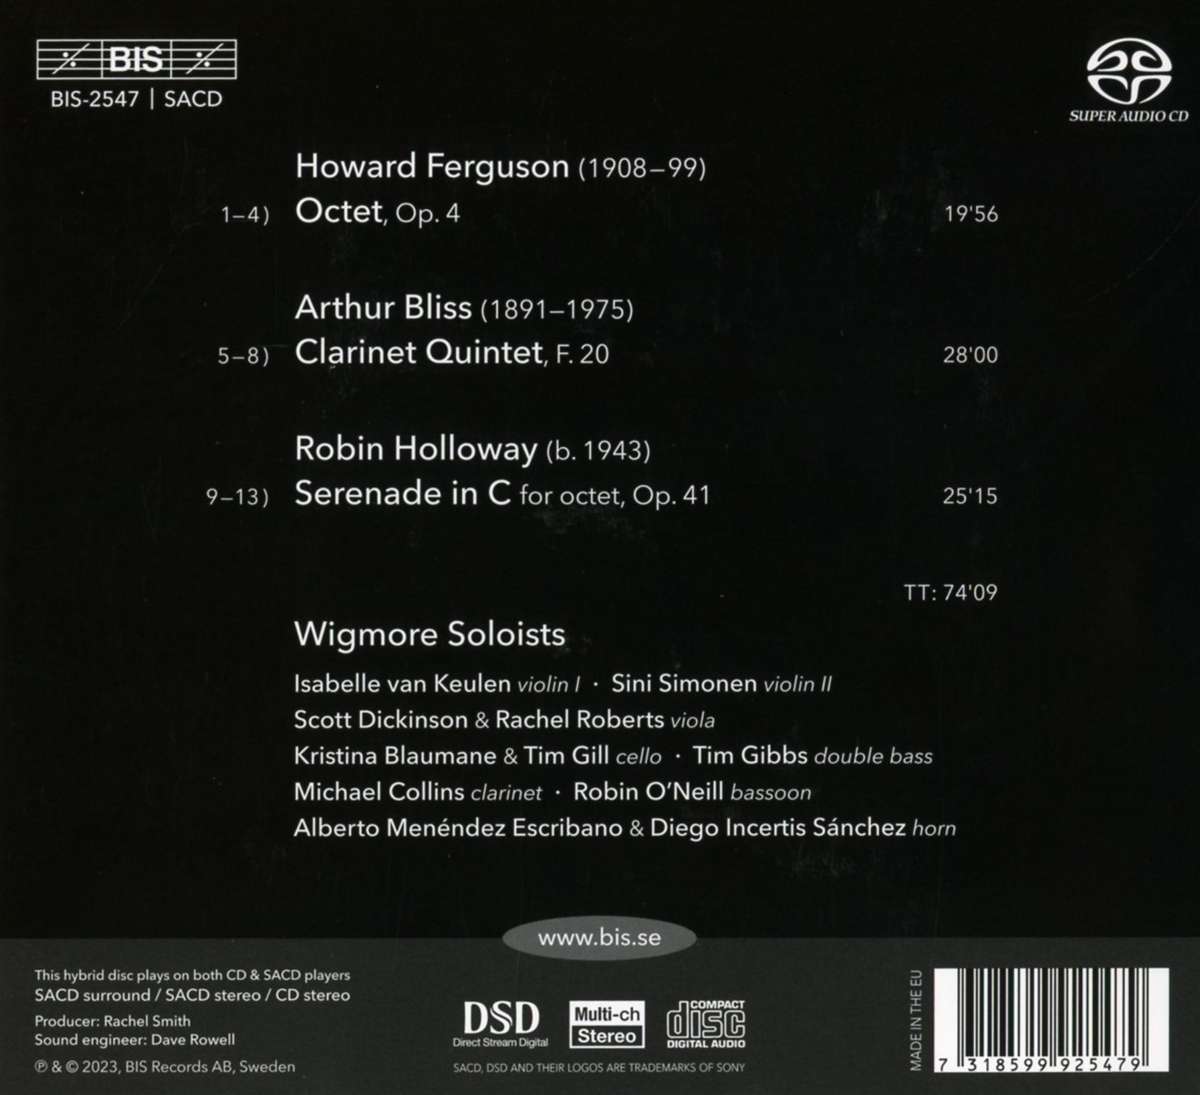 BIS
BIS-2547 | SACD
SUPER AUDIO CD
Howard Ferguson (1908–99)
1–4) Octet, Op. 4 19'56
Arthur Bliss (1891–1975)
5–8) Clarinet Quintet, F. 20 28'00
Robin Holloway (b. 1943)
9–13) Serenade in C for octet, Op. 41 25'15
TT: 74'09
Wigmore Soloists
Isabelle van Keulen violin I · Sini Simonen violin II
Scott Dickinson & Rachel Roberts viola
Kristina Blaumane & Tim Gill cello · Tim Gibbs double bass
Michael Collins clarinet · Robin O’Neill bassoon
Alberto Menéndez Escribano & Diego Incertis Sánchez horn
www.bis.se
This hybrid disc plays on both CD & SACD players
SACD surround / SACD stereo / CD stereo
Producer: Rachel Smith
Sound engineer: Dave Rowell
℗ & © 2023, BIS Records AB, Sweden
DSD
Direct Stream Digital
Multi-ch
Stereo
COMPACT
disc
DIGITAL AUDIO
SACD, DSD AND THEIR LOGOS ARE TRADEMARKS OF SONY
MADE IN THE EU
7 318599 925479